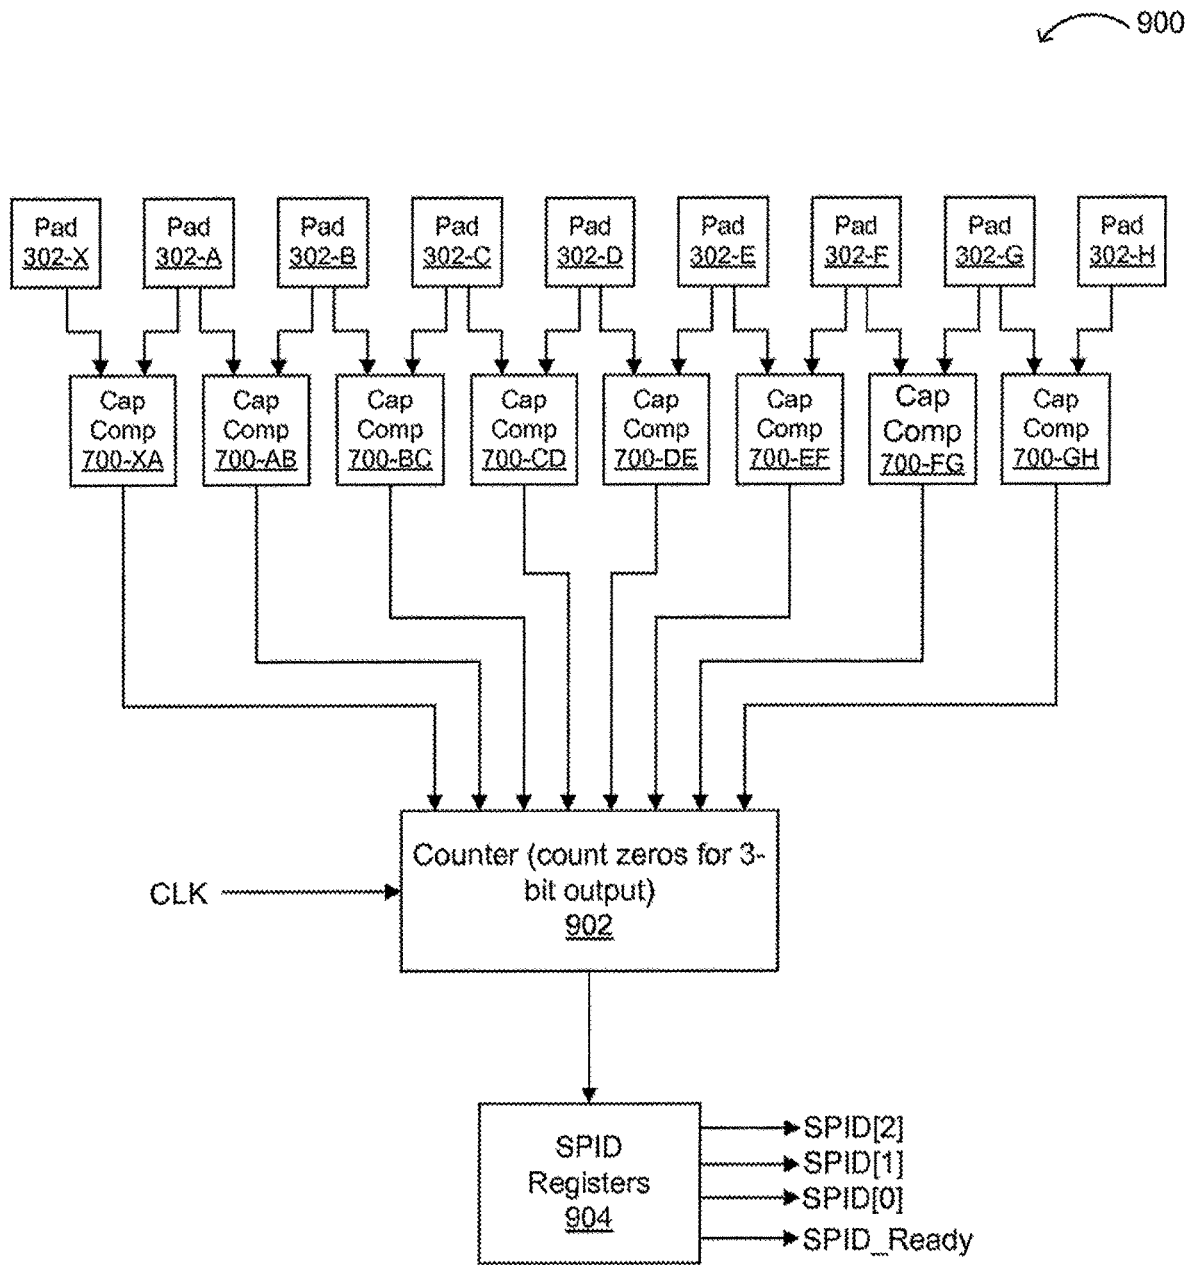 900
Pad
302-X
Pad
302-A
Pad
302-B
Pad
302-C
Pad
302-D
Pad
302-E
Pad
302-F
Pad
302-G
Pad
302-H
Cap
Comp
700-XA
Cap
Comp
700-AB
Cap
Comp
700-BC
Cap
Comp
700-CD
Cap
Comp
700-DE
Cap
Comp
700-EF
Cap
Comp
700-FG
Cap
Comp
700-GH
CLK
Counter (count zeros for 3-
bit output)
902
SPID
Registers
904
SPID[2]
SPID[1]
SPID[0]
SPID_Ready